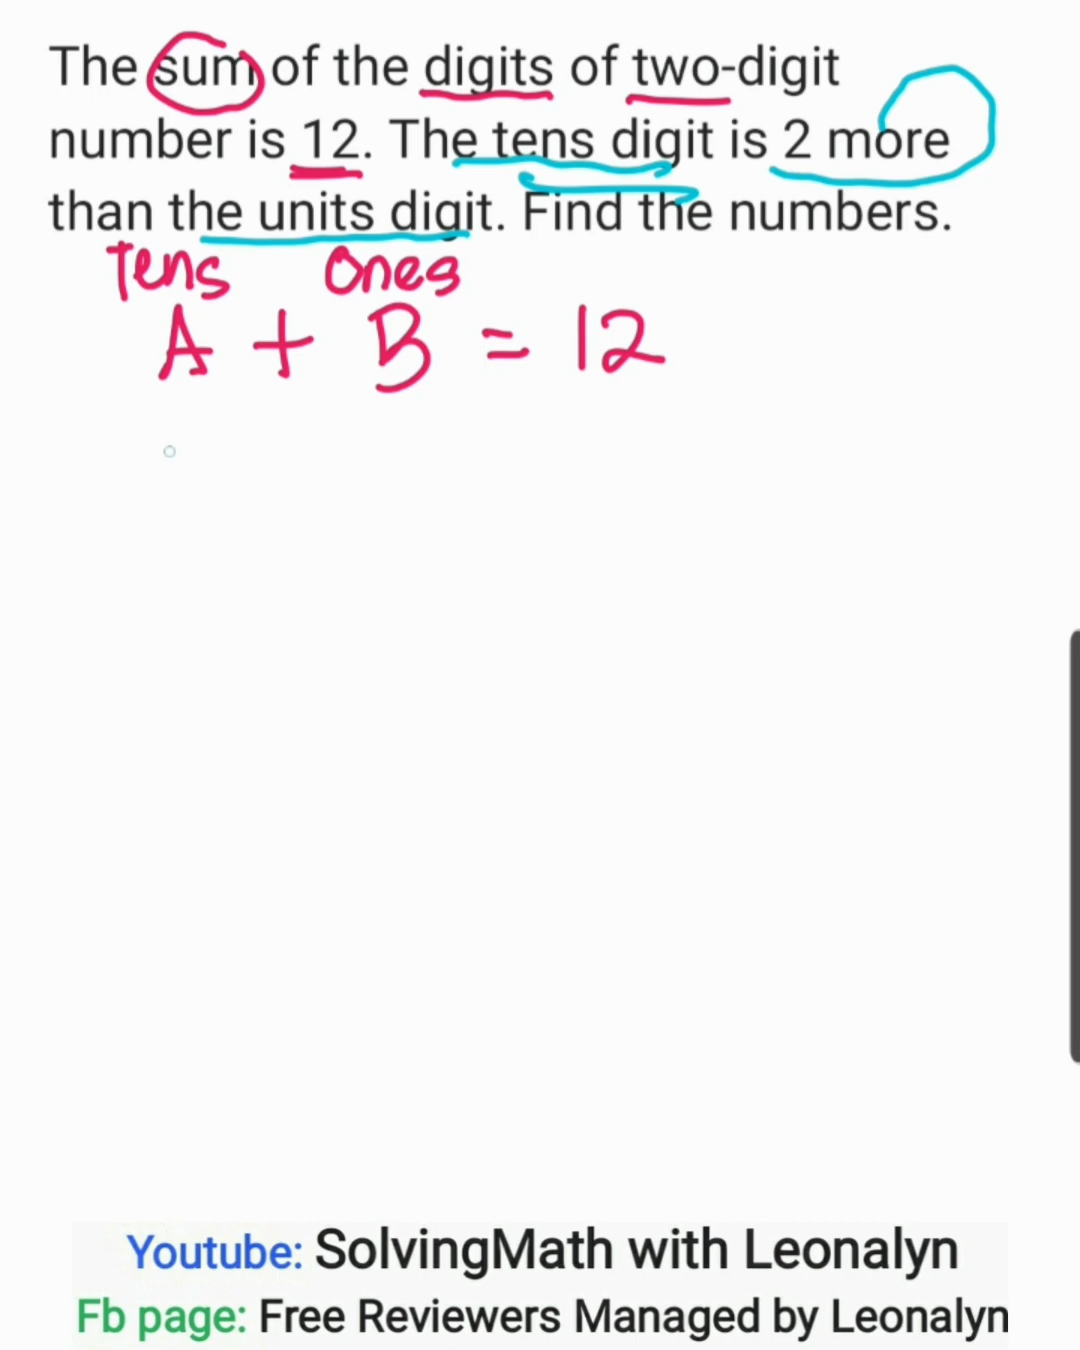 The sum of the digits of two-digit
number is 12. The tens digit is 2 more
than the units digit. Find the numbers.
Tens Ones
A + B = 12
Youtube: SolvingMath with Leonalyn
Fb page: Free Reviewers Managed by Leonalyn